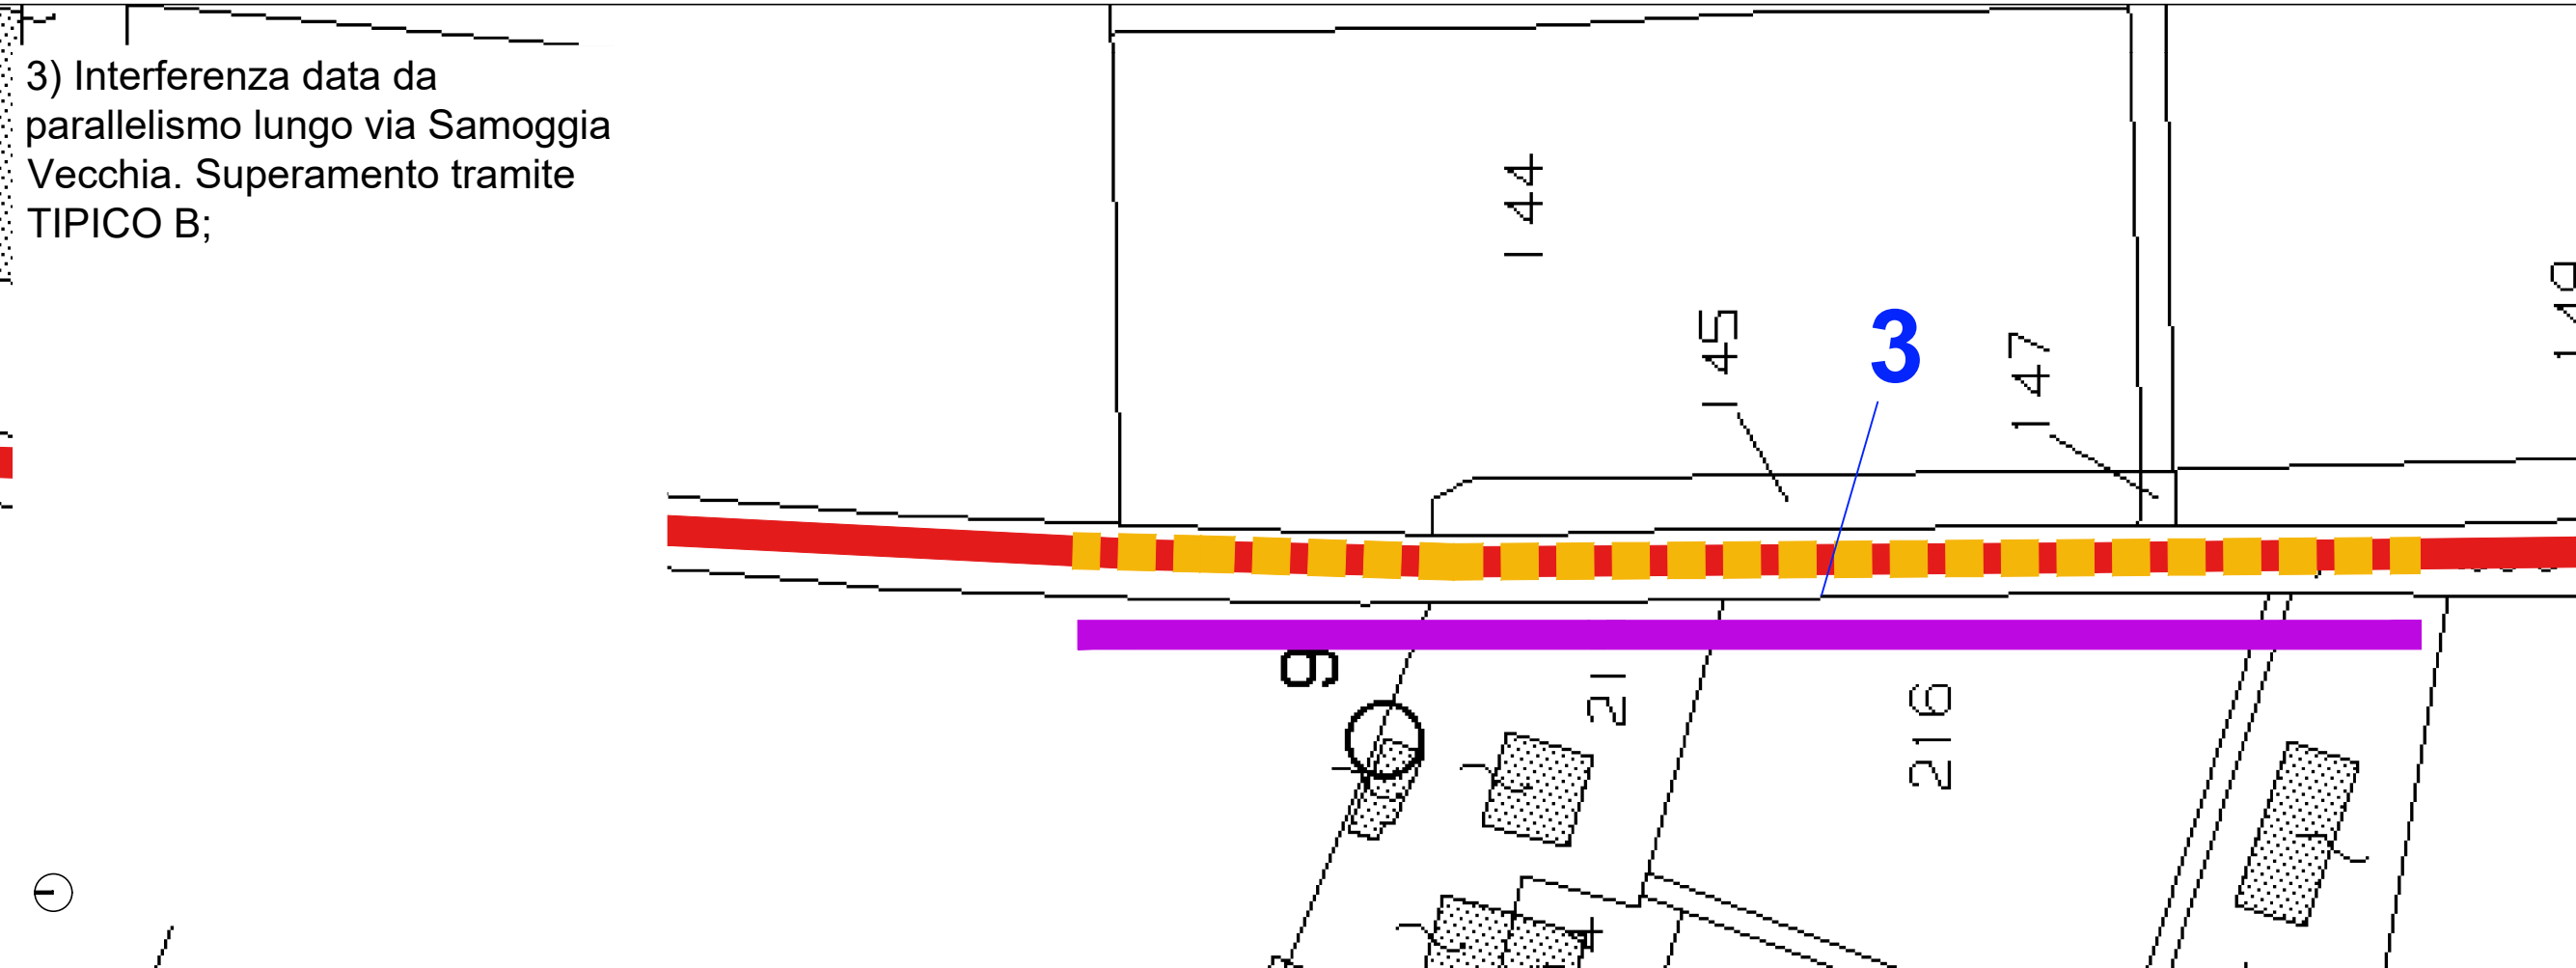 3) Interferenza data da
parallelismo lungo via Samoggia
Vecchia. Superamento tramite
TIPICO B;
144
145
3
147
9
21
216